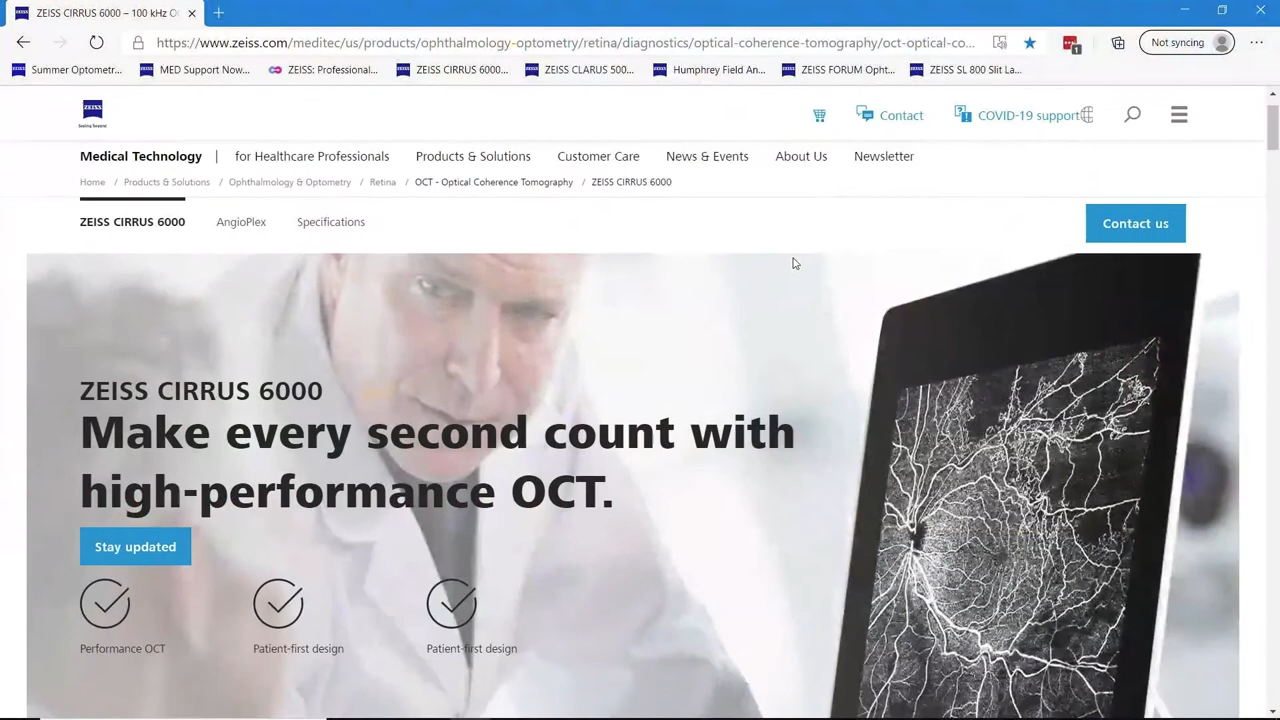 ZEISS CIRRUS 6000 – 100 kHz O
https://www.zeiss.com/meditec/us/products/ophthalmology-optometry/retina/diagnostics/optical-coherence-tomography/oct-optical-co...
1
Not syncing
Summer Optometr...
MED Support Now...
ZEISS: Professional...
ZEISS CIRRUS 6000...
ZEISS CLARUS 500...
Humphrey Field An...
ZEISS FORUM Opht...
ZEISS SL 800 Slit La...
ZEISS
Seeing beyond
Contact
COVID-19 support
Medical Technology | for Healthcare Professionals Products & Solutions Customer Care News & Events About Us Newsletter
Home / Products & Solutions / Ophthalmology & Optometry / Retina / OCT - Optical Coherence Tomography / ZEISS CIRRUS 6000
ZEISS CIRRUS 6000 AngioPlex Specifications
Contact us
ZEISS CIRRUS 6000
Make every second count with
high-performance OCT.
Stay updated
Performance OCT
Patient-first design
Patient-first design